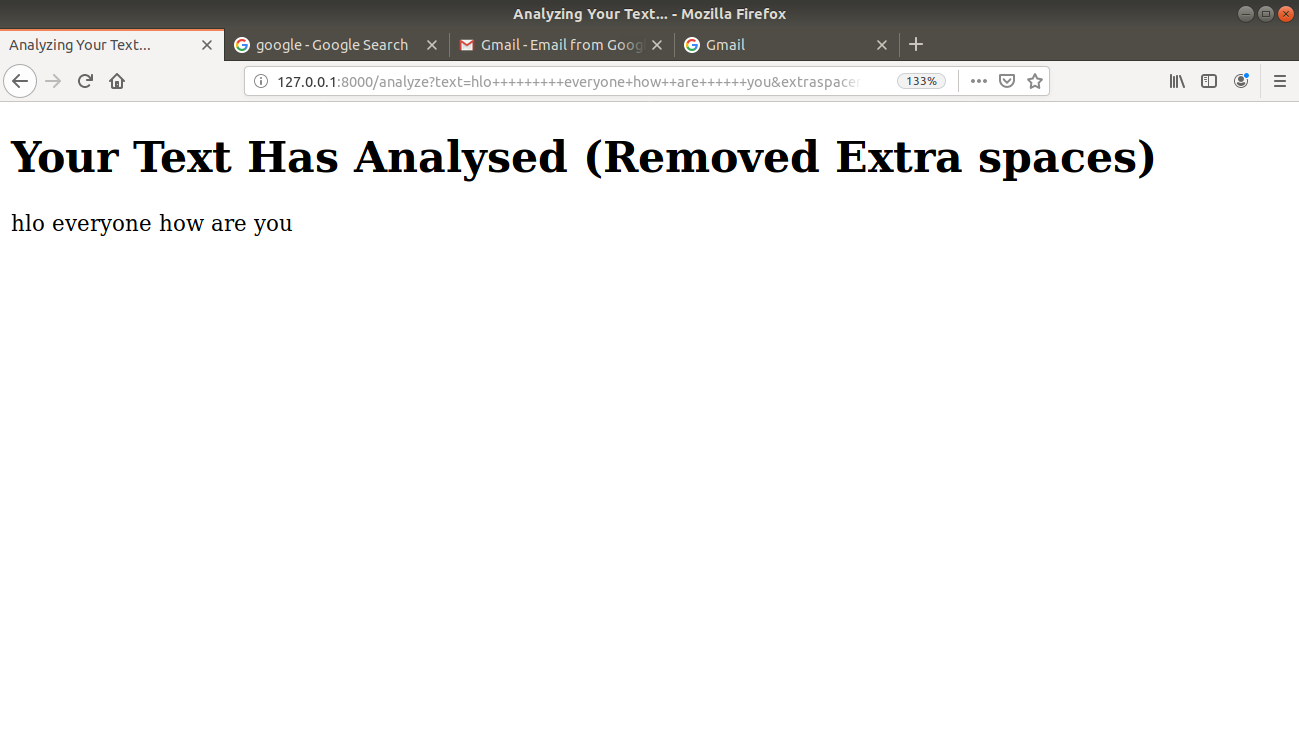 Analyzing Your Text... - Mozilla Firefox
Analyzing Your Text... google - Google Search Gmail - Email from Goog Gmail
127.0.0.1:8000/analyze?text=hlo+++++++++everyone+how++are++++++you&extraspacer 133%
Your Text Has Analysed (Removed Extra spaces)
hlo everyone how are you